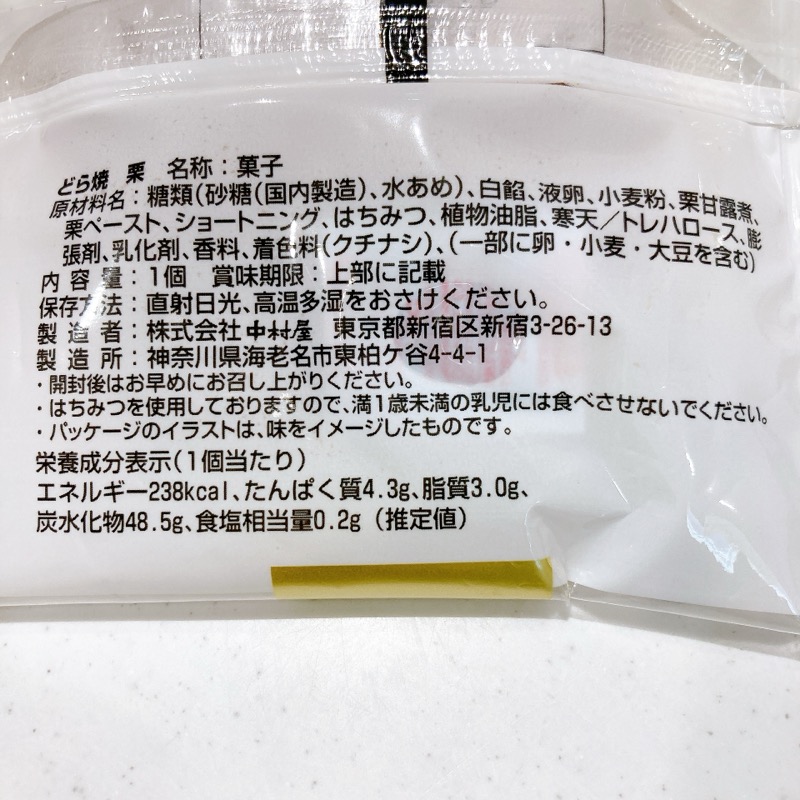 どら焼 栗 名称：菓子
原材料名：糖類(砂糖(国内製造)、水あめ)、白餡、液卵、小麦粉、栗甘露煮、
栗ペースト、ショートニング、はちみつ、植物油脂、寒天／トレハロース、膨
張剤、乳化剤、香料、着色料(クチナシ)、(一部に卵・小麦・大豆を含む)
内容量：1個 賞味期限：上部に記載
保存方法：直射日光、高温多湿をおさけください。
製造者：株式会社中村屋 東京都新宿区新宿3-26-13
製造所：神奈川県海老名市東柏ケ谷4-4-1
・開封後はお早めにお召し上がりください。
・はちみつを使用しておりますので、満1歳未満の乳児には食べさせないでください。
・パッケージのイラストは、味をイメージしたものです。
栄養成分表示(1個当たり)
エネルギー238kcal、たんぱく質4.3g、脂質3.0g、
炭水化物48.5g、食塩相当量0.2g (推定値)